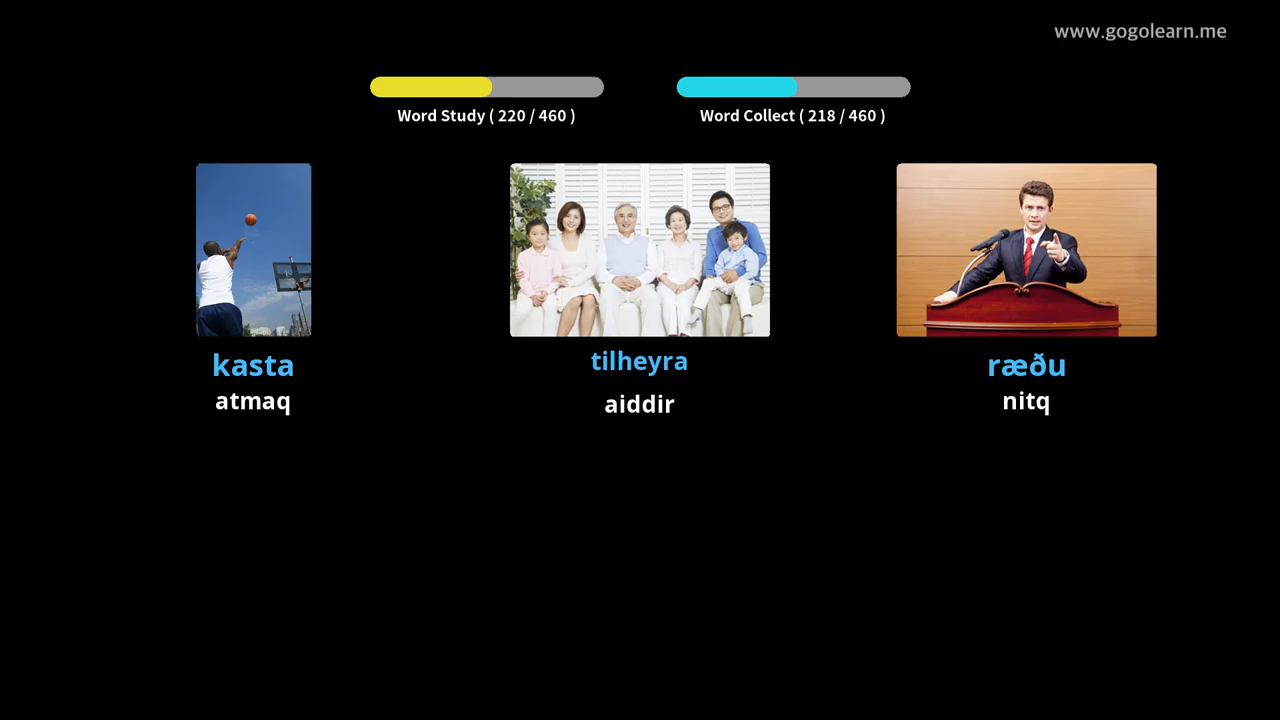 www.gogolearn.me
Word Study ( 220 / 460 )
Word Collect ( 218 / 460 )
kasta
atmaq
tilheyra
aiddir
ræðu
nitq